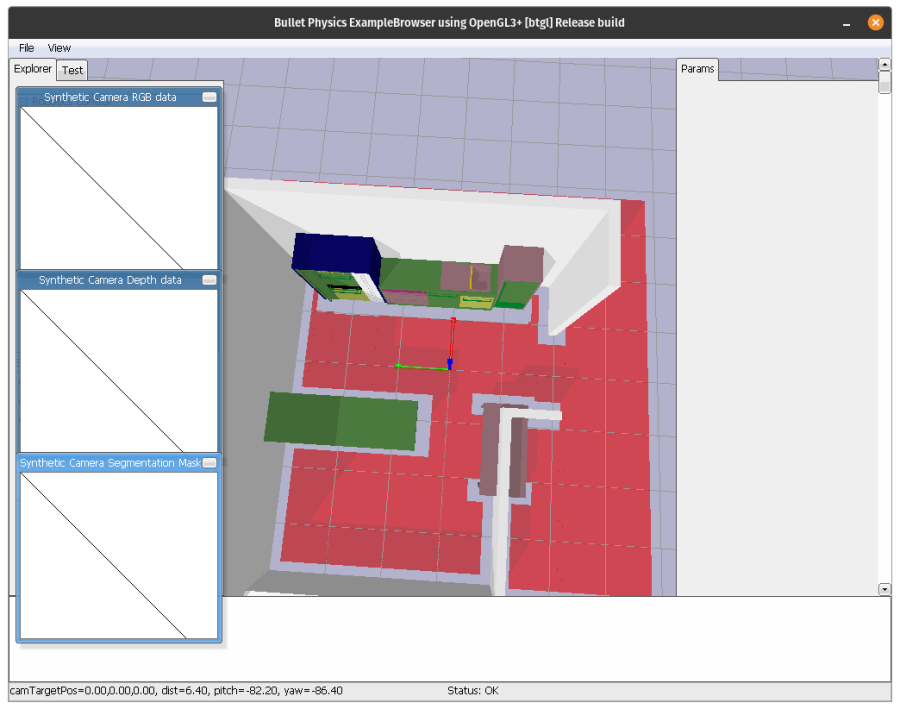 Bullet Physics ExampleBrowser using OpenGL3+ [btgl] Release build
File View
Explorer Test
Params
Synthetic Camera RGB data
Synthetic Camera Depth data
Synthetic Camera Segmentation Mask
camTargetPos=0.00,0.00,0.00, dist=6.40, pitch=-82.20, yaw=-86.40 Status: OK